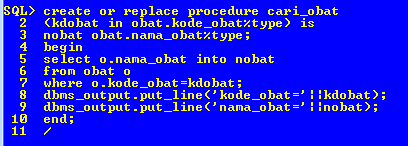 SQL> create or replace procedure cari_obat
2 (kdobat in obat.kode_obat%type) is
3 nobat obat.nama_obat%type;
4 begin
5 select o.nama_obat into nobat
6 from obat o
7 where o.kode_obat=kdobat;
8 dbms_output.put_line('kode_obat='||kdobat);
9 dbms_output.put_line('nama_obat='||nobat);
10 end;
11 /